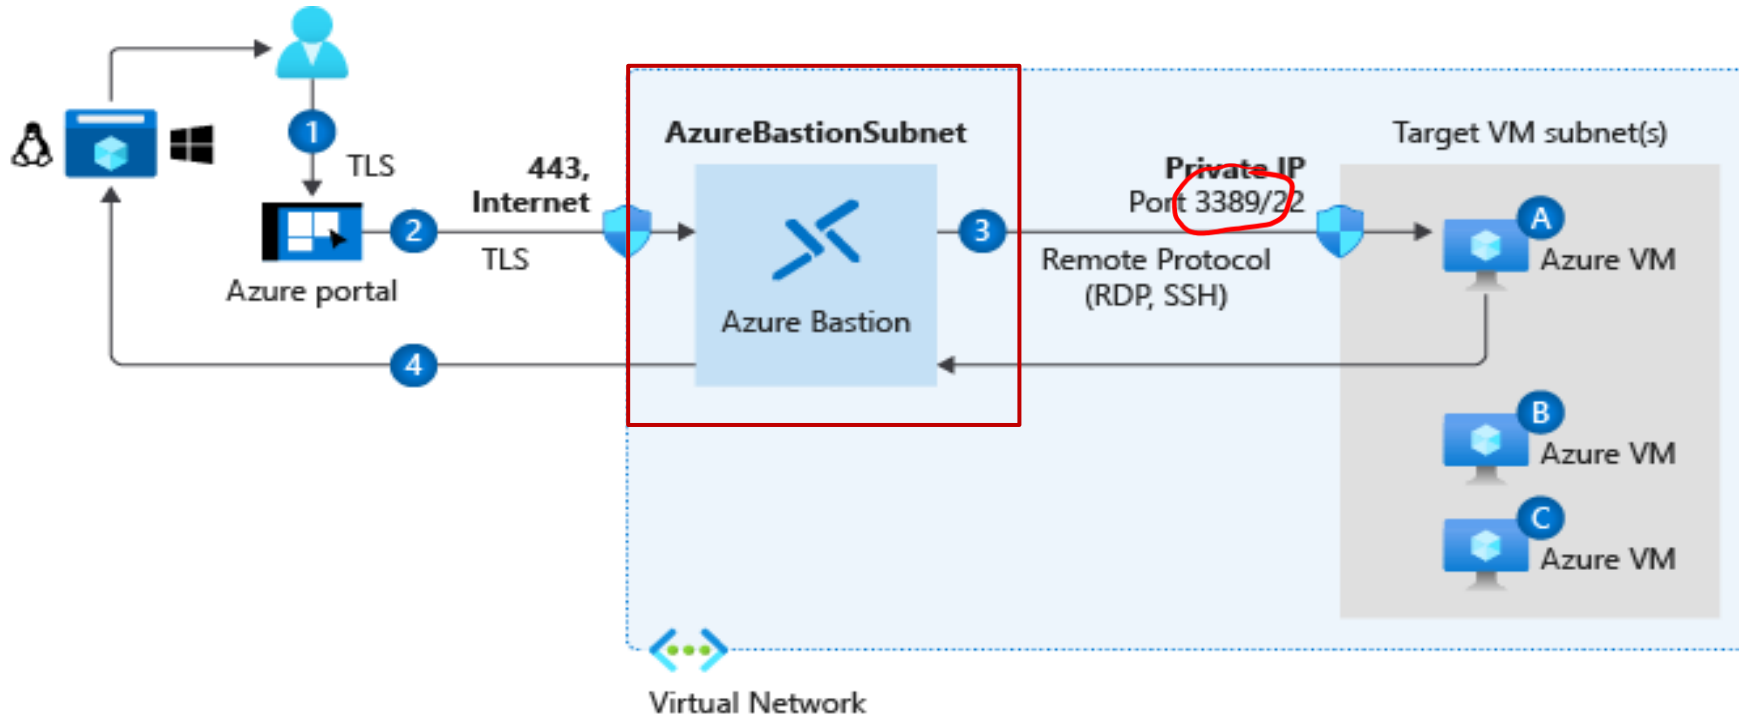 1
TLS
443,
Internet
2
TLS
Azure portal
4
AzureBastionSubnet
Azure Bastion
3
Private IP
Port 3389/22
Remote Protocol
(RDP, SSH)
Target VM subnet(s)
A
Azure VM
B
Azure VM
C
Azure VM
Virtual Network